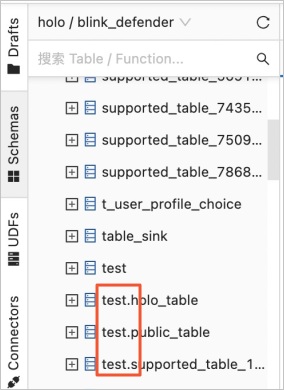 Drafts
Schemas
UDFs
Connectors
holo / blink_defender
搜索 Table / Function...
supported_table_7435...
supported_table_7509...
supported_table_7868...
t_user_profile_choice
table_sink
test
test.holo_table
test.public_table
test.supported_table_1...